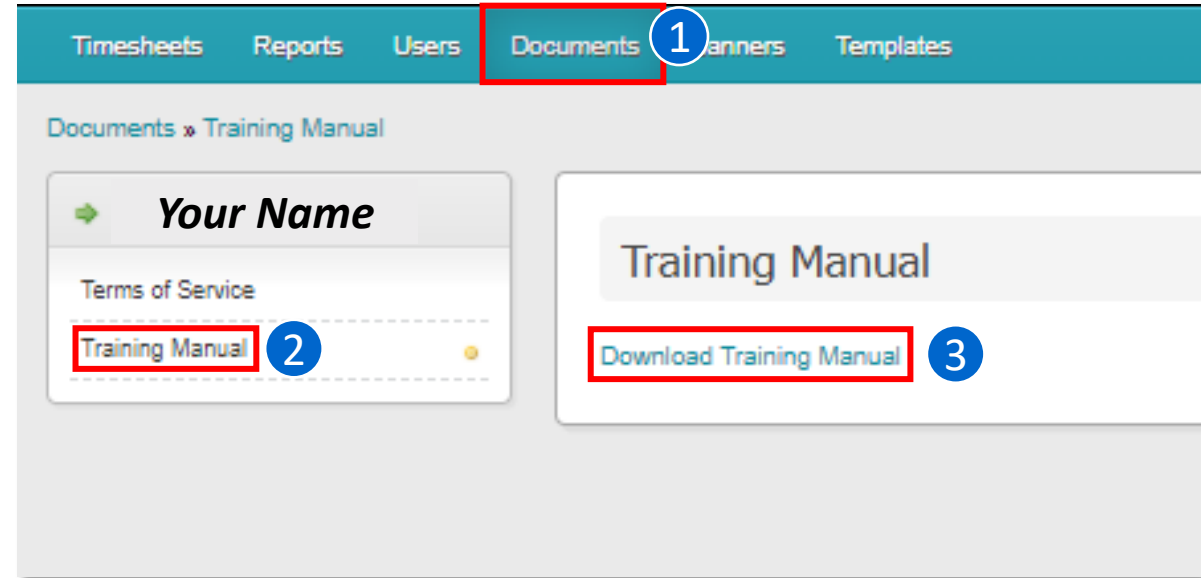 Timesheets Reports Users Documents 1 anners Templates
Documents » Training Manual
Your Name
Training Manual
Terms of Service
Training Manual 2
Download Training Manual 3